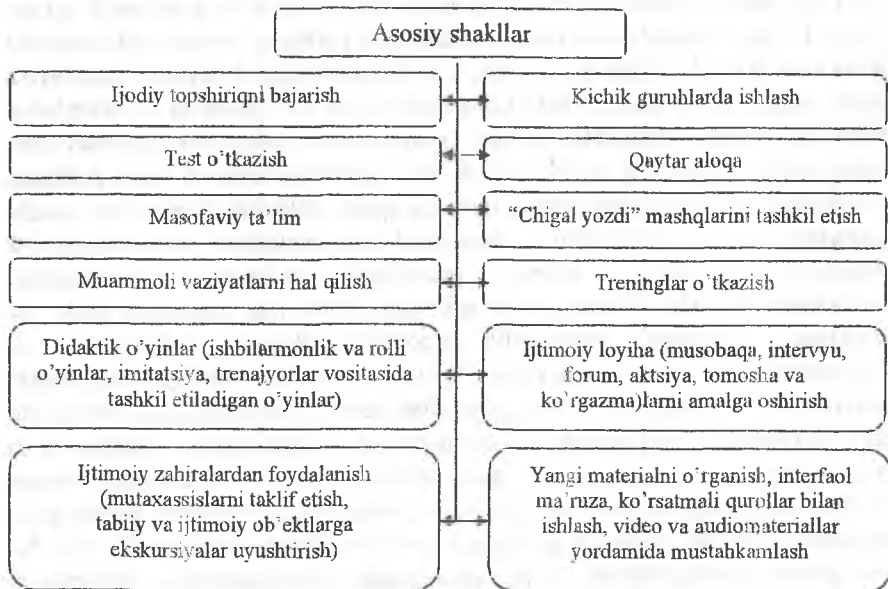 Asosiy shakllar
Ijodiy topshiriqni bajarish
Kichik guruhlarda ishlash
Test o'tkazish
Qaytar aloqa
Masofaviy ta'lim
“Chigal yozdi” mashqlarini tashkil etish
Muammoli vaziyatlarni hal qilish
Treninglar o'tkazish
Didaktik o'yinlar (ishbilarmonlik va rolli
o'yinlar, imitatsiya, trenajyorlar vositasida
tashkil etiladigan o'yinlar)
Ijtimoiy loyiha (musobaqa, intervyu,
forum, aktsiya, tomosha va
ko'rgazma)larni amalga oshirish
Ijtimoiy zahiralardan foydalanish
(mutaxassislarni taklif etish,
tabiiy va ijtimoiy ob'ektlarga
ekskursiyalar uyushtirish)
Yangi materialni o'rganish, interfaol
ma'ruza, ko'rsatmali qurollar bilan
ishlash, video va audiomateriallar
yordamida mustahkamlash